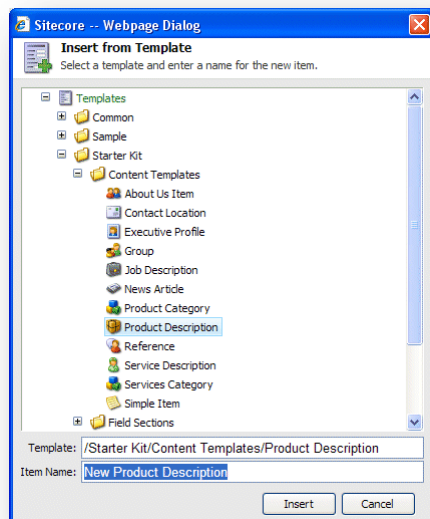 Sitecore -- Webpage Dialog
Insert from Template
Select a template and enter a name for the new item.
Templates
Common
Sample
Starter Kit
Content Templates
About Us Item
Contact Location
Executive Profile
Group
Job Description
News Article
Product Category
Product Description
Reference
Service Description
Services Category
Simple Item
Field Sections
Template: /Starter Kit/Content Templates/Product Description
Item Name: New Product Description
Insert Cancel